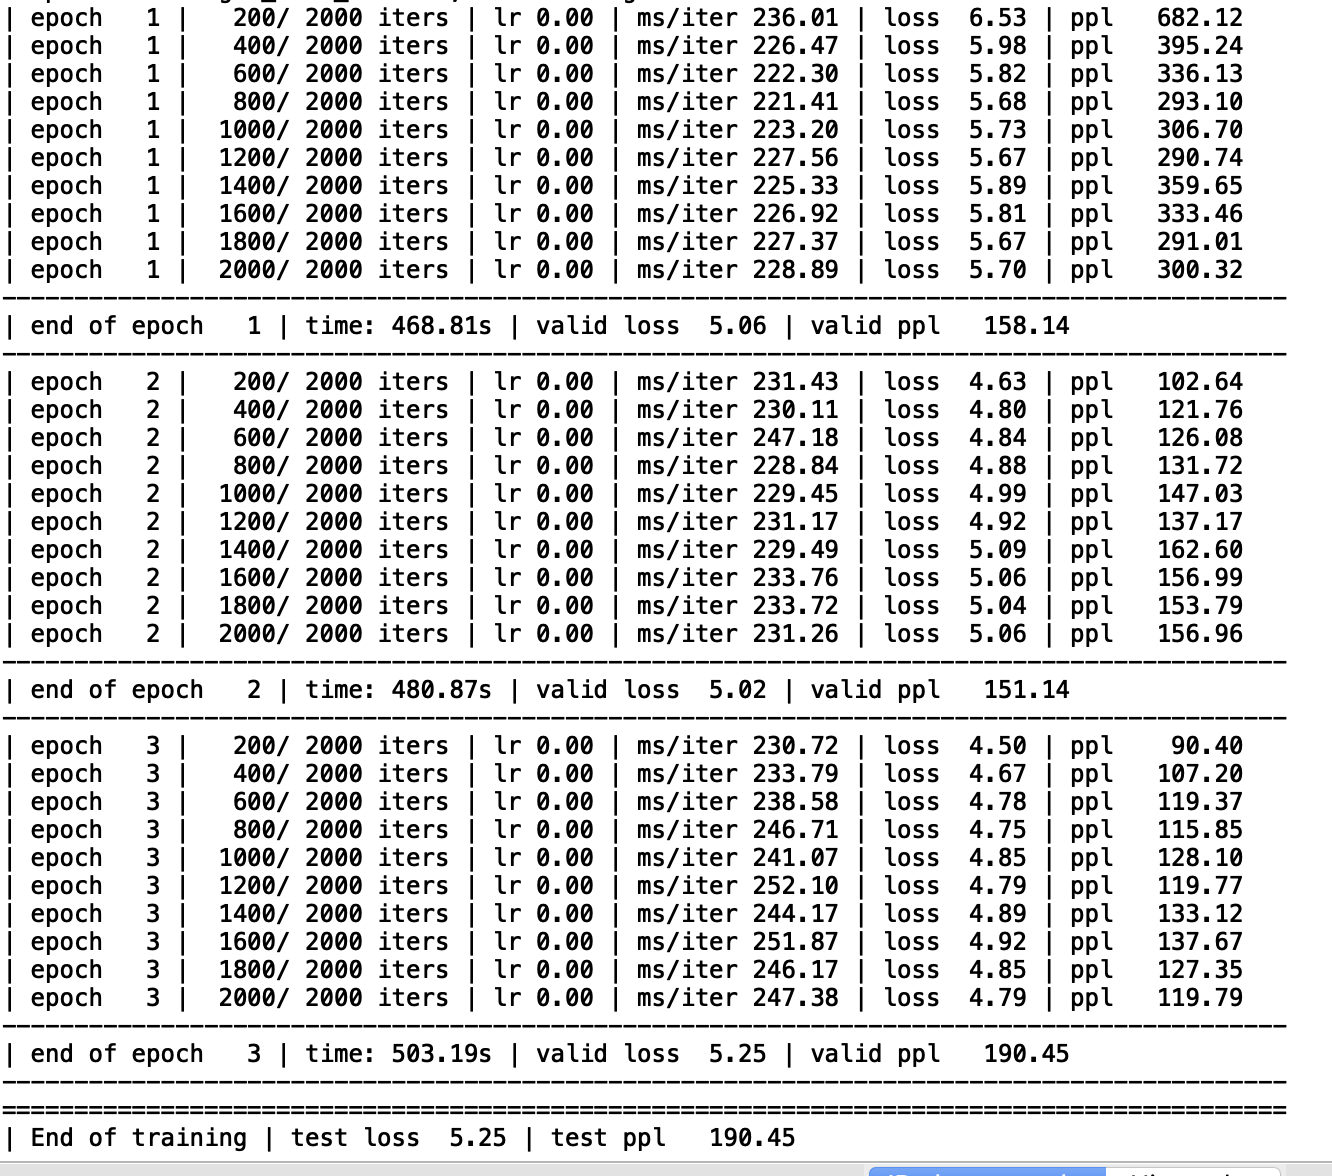 | epoch   1 |   200/ 2000 iters | lr 0.00 | ms/iter 236.01 | loss  6.53 | ppl   682.12
| epoch   1 |   400/ 2000 iters | lr 0.00 | ms/iter 226.47 | loss  5.98 | ppl   395.24
| epoch   1 |   600/ 2000 iters | lr 0.00 | ms/iter 222.30 | loss  5.82 | ppl   336.13
| epoch   1 |   800/ 2000 iters | lr 0.00 | ms/iter 221.41 | loss  5.68 | ppl   293.10
| epoch   1 |  1000/ 2000 iters | lr 0.00 | ms/iter 223.20 | loss  5.73 | ppl   306.70
| epoch   1 |  1200/ 2000 iters | lr 0.00 | ms/iter 227.56 | loss  5.67 | ppl   290.74
| epoch   1 |  1400/ 2000 iters | lr 0.00 | ms/iter 225.33 | loss  5.89 | ppl   359.65
| epoch   1 |  1600/ 2000 iters | lr 0.00 | ms/iter 226.92 | loss  5.81 | ppl   333.46
| epoch   1 |  1800/ 2000 iters | lr 0.00 | ms/iter 227.37 | loss  5.67 | ppl   291.01
| epoch   1 |  2000/ 2000 iters | lr 0.00 | ms/iter 228.89 | loss  5.70 | ppl   300.32
-----------------------------------------------------------------------------------------
| end of epoch   1 | time: 468.81s | valid loss  5.06 | valid ppl   158.14
-----------------------------------------------------------------------------------------
| epoch   2 |   200/ 2000 iters | lr 0.00 | ms/iter 231.43 | loss  4.63 | ppl   102.64
| epoch   2 |   400/ 2000 iters | lr 0.00 | ms/iter 230.11 | loss  4.80 | ppl   121.76
| epoch   2 |   600/ 2000 iters | lr 0.00 | ms/iter 247.18 | loss  4.84 | ppl   126.08
| epoch   2 |   800/ 2000 iters | lr 0.00 | ms/iter 228.84 | loss  4.88 | ppl   131.72
| epoch   2 |  1000/ 2000 iters | lr 0.00 | ms/iter 229.45 | loss  4.99 | ppl   147.03
| epoch   2 |  1200/ 2000 iters | lr 0.00 | ms/iter 231.17 | loss  4.92 | ppl   137.17
| epoch   2 |  1400/ 2000 iters | lr 0.00 | ms/iter 229.49 | loss  5.09 | ppl   162.60
| epoch   2 |  1600/ 2000 iters | lr 0.00 | ms/iter 233.76 | loss  5.06 | ppl   156.99
| epoch   2 |  1800/ 2000 iters | lr 0.00 | ms/iter 233.72 | loss  5.04 | ppl   153.79
| epoch   2 |  2000/ 2000 iters | lr 0.00 | ms/iter 231.26 | loss  5.06 | ppl   156.96
-----------------------------------------------------------------------------------------
| end of epoch   2 | time: 480.87s | valid loss  5.02 | valid ppl   151.14
-----------------------------------------------------------------------------------------
| epoch   3 |   200/ 2000 iters | lr 0.00 | ms/iter 230.72 | loss  4.50 | ppl    90.40
| epoch   3 |   400/ 2000 iters | lr 0.00 | ms/iter 233.79 | loss  4.67 | ppl   107.20
| epoch   3 |   600/ 2000 iters | lr 0.00 | ms/iter 238.58 | loss  4.78 | ppl   119.37
| epoch   3 |   800/ 2000 iters | lr 0.00 | ms/iter 246.71 | loss  4.75 | ppl   115.85
| epoch   3 |  1000/ 2000 iters | lr 0.00 | ms/iter 241.07 | loss  4.85 | ppl   128.10
| epoch   3 |  1200/ 2000 iters | lr 0.00 | ms/iter 252.10 | loss  4.79 | ppl   119.77
| epoch   3 |  1400/ 2000 iters | lr 0.00 | ms/iter 244.17 | loss  4.89 | ppl   133.12
| epoch   3 |  1600/ 2000 iters | lr 0.00 | ms/iter 251.87 | loss  4.92 | ppl   137.67
| epoch   3 |  1800/ 2000 iters | lr 0.00 | ms/iter 246.17 | loss  4.85 | ppl   127.35
| epoch   3 |  2000/ 2000 iters | lr 0.00 | ms/iter 247.38 | loss  4.79 | ppl   119.79
-----------------------------------------------------------------------------------------
| end of epoch   3 | time: 503.19s | valid loss  5.25 | valid ppl   190.45
-----------------------------------------------------------------------------------------
=========================================================================================
| End of training | test loss  5.25 | test ppl   190.45